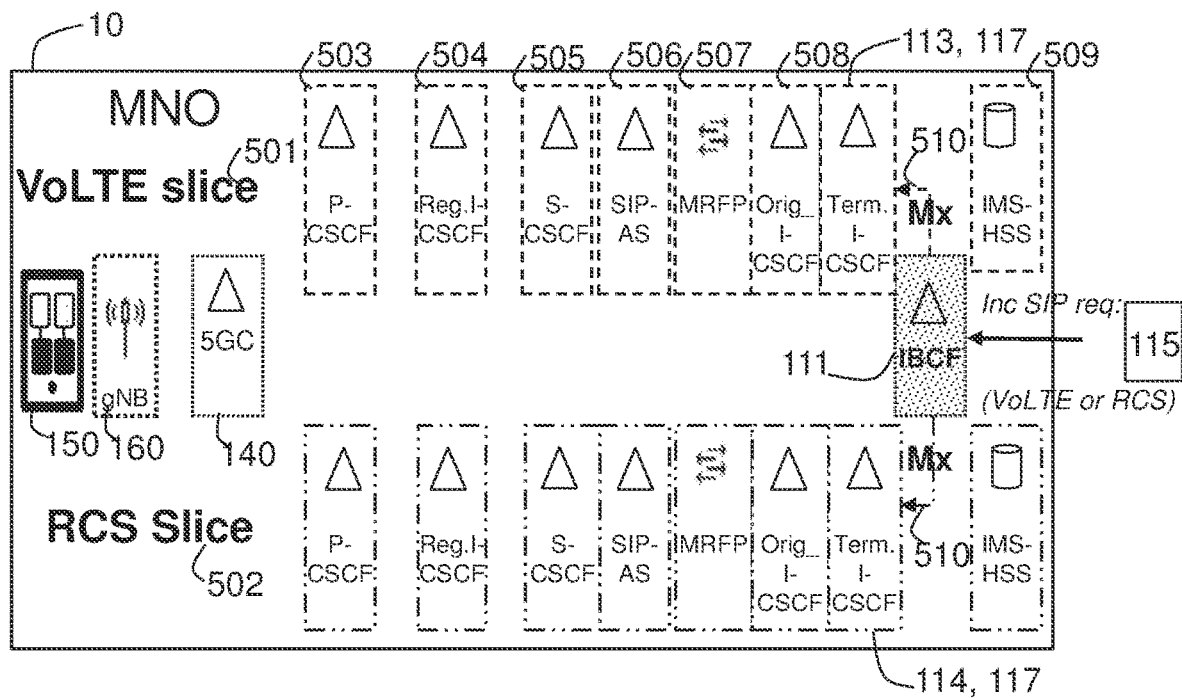 10
503
504
505
506
507
508
113, 117
509
MNO
VoLTE slice
501
510
P-
CSCF
Reg.I-
CSCF
S-
CSCF
SIP-
AS
MRFP
Orig_
I-
CSCF
Term.
I-
CSCF
Mx
IMS-
HSS
5GC
gNB
150
160
140
111
IBCF
Inc SIP req:
115
(VoLTE or RCS)
RCS Slice
502
P-
CSCF
Reg.I-
CSCF
S-
CSCF
SIP-
AS
MRFP
Orig_
I-
CSCF
Term.
I-
CSCF
Mx
510
IMS-
HSS
114, 117